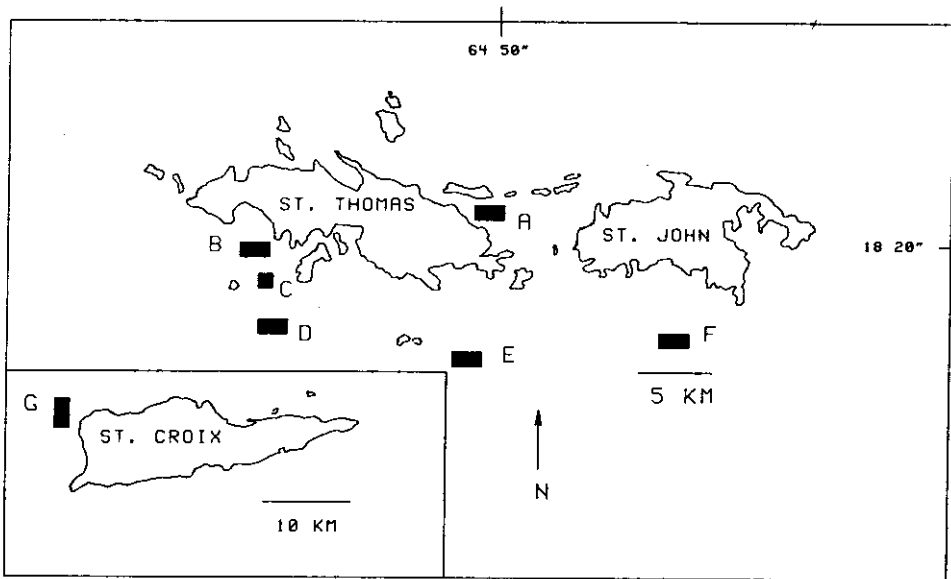 64 50"
ST. THOMAS
A
ST. JOHN
B
18 20"
C
D
F
E
5 KM
G
ST. CROIX
N
10 KM